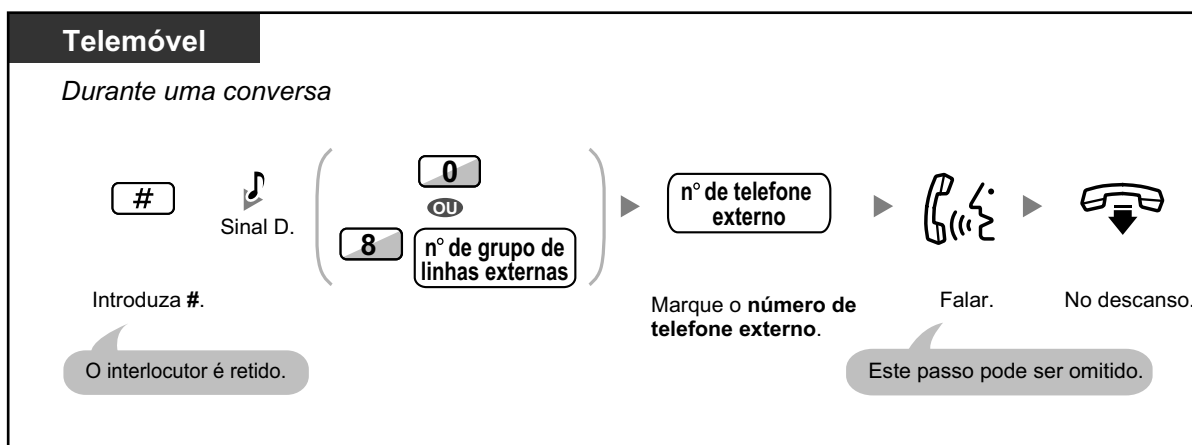 Telemóvel
Durante uma conversa
#
Sinal D.
0
OU
8
n° de grupo de
linhas externas
n° de telefone
externo
Introduza #.
O interlocutor é retido.
Marque o número de
telefone externo.
Falar.
Este passo pode ser omitido.
No descanso.